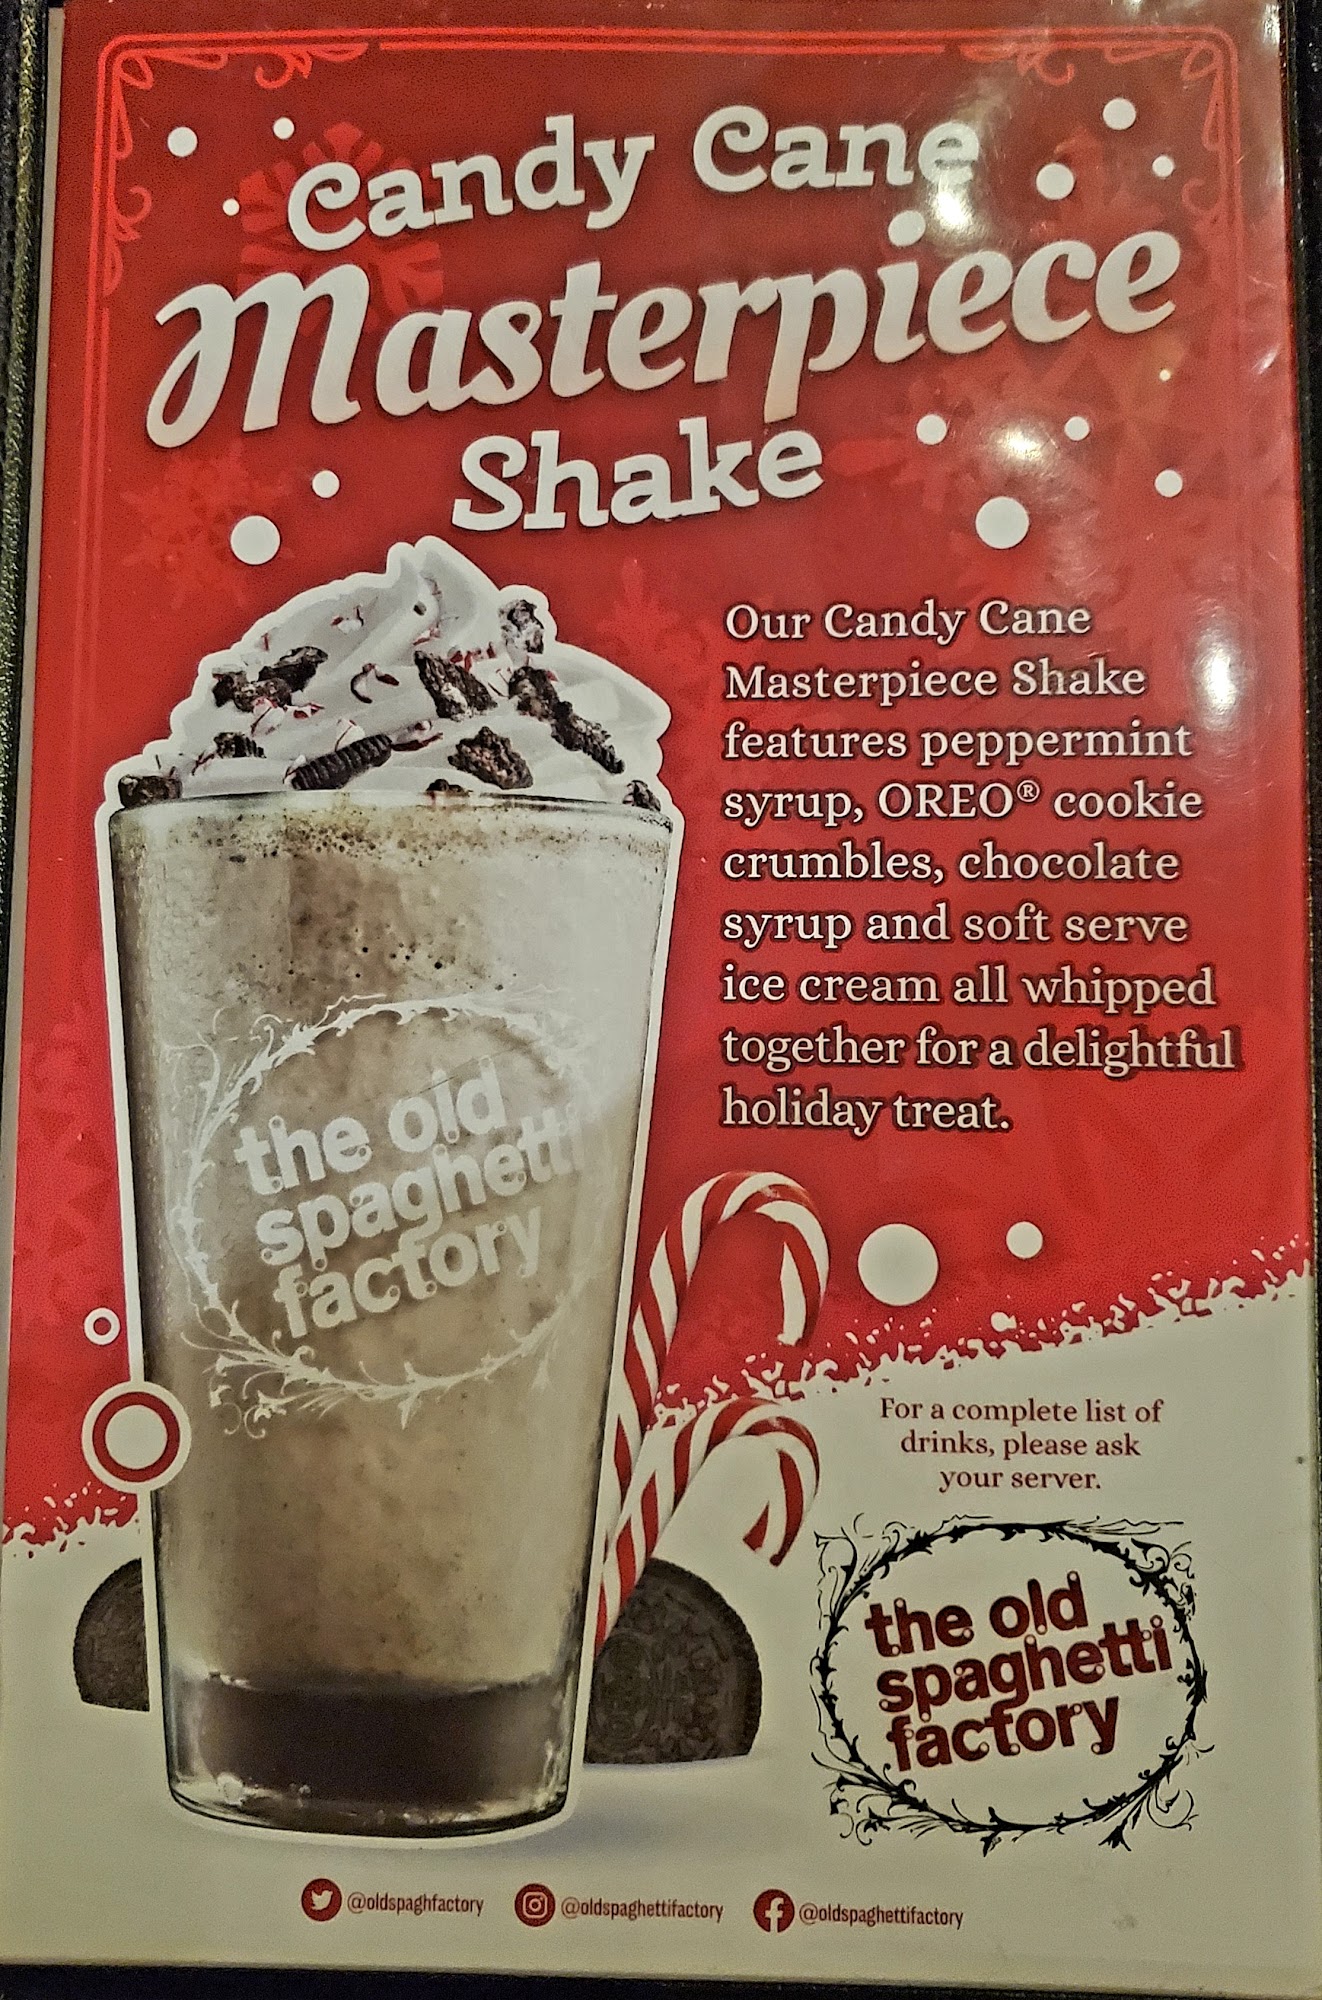 Candy Cane
Masterpiece
Shake
Our Candy Cane
Masterpiece Shake
features peppermint
syrup, OREO® cookie
crumbles, chocolate
syrup and soft serve
ice cream all whipped
together for a delightful
holiday treat.
the old
spaghetti
factory
For a complete list of
drinks, please ask
your server.
the old
spaghetti
factory
@oldspaghfactory @oldspaghettifactory @oldspaghettifactory